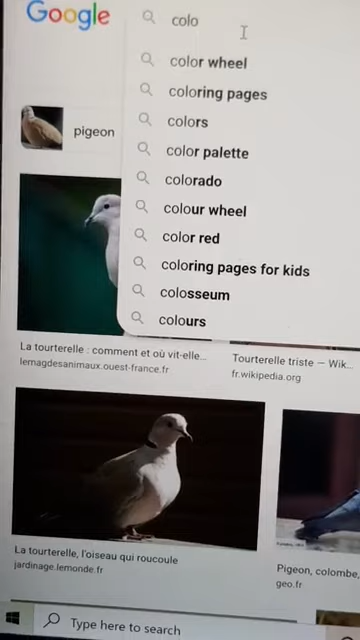 Google
colo
color wheel
coloring pages
colors
color palette
colorado
colour wheel
color red
coloring pages for kids
colosseum
colours
pigeon
La tourterelle : comment et où vit-elle...
lemagdesanimaux.ouest-france.fr
Tourterelle triste — Wik...
fr.wikipedia.org
La tourterelle, l'oiseau qui roucoule
jardinage.lemonde.fr
Pigeon, colombe,
geo.fr
Type here to search